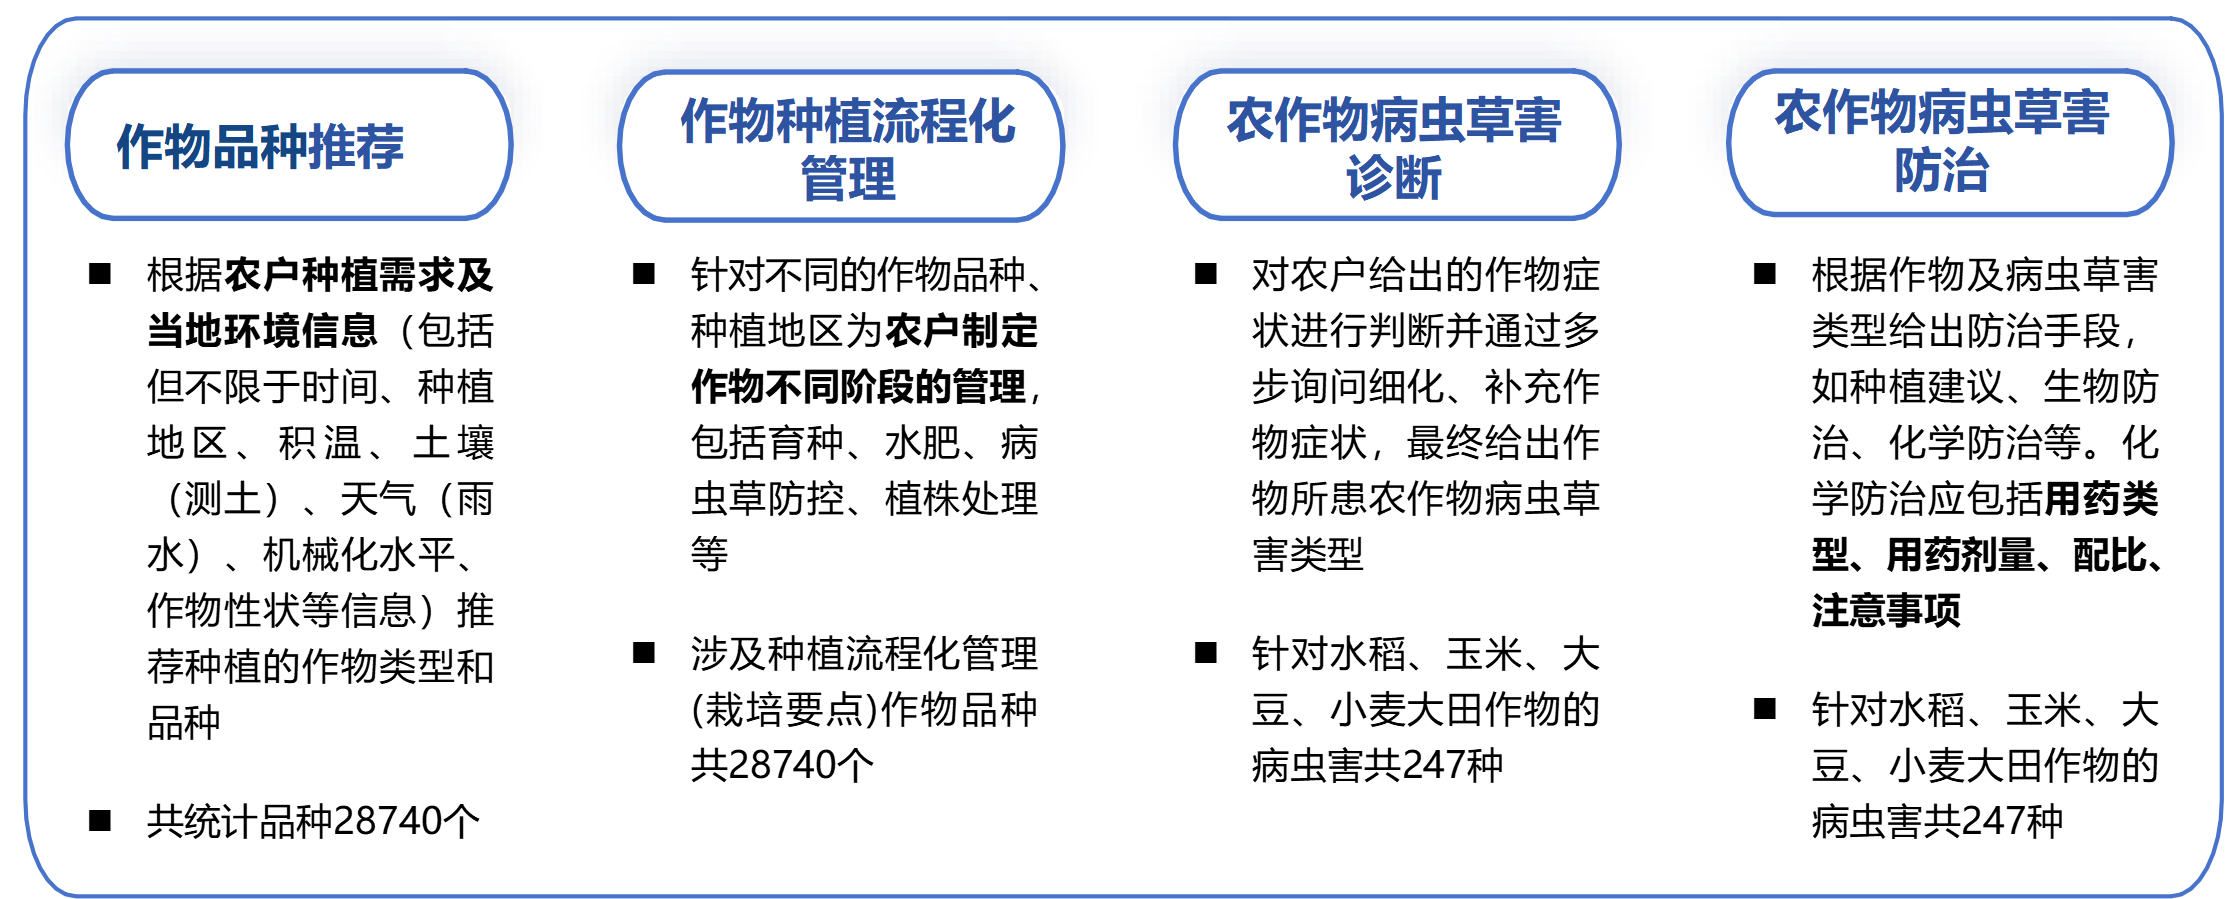 作物品种推荐
■ 根据农户种植需求及
当地环境信息（包括
但不限于时间、种植
地区、积温、土壤
（测土）、天气（雨
水）、机械化水平、
作物性状等信息）推
荐种植的作物类型和
品种
■ 共统计品种28740个
作物种植流程化
管理
■ 针对不同的作物品种、
种植地区为农户制定
作物不同阶段的管理，
包括育种、水肥、病
虫草防控、植株处理
等
■ 涉及种植流程化管理
(栽培要点)作物品种
共28740个
农作物病虫草害
诊断
■ 对农户给出的作物症
状进行判断并通过多
步询问细化、补充作
物症状，最终给出作
物所患农作物病虫草
害类型
■ 针对水稻、玉米、大
豆、小麦大田作物的
病虫害共247种
农作物病虫草害
防治
■ 根据作物及病虫草害
类型给出防治手段，
如种植建议、生物防
治、化学防治等。化
学防治应包括用药类
型、用药剂量、配比、
注意事项
■ 针对水稻、玉米、大
豆、小麦大田作物的
病虫害共247种